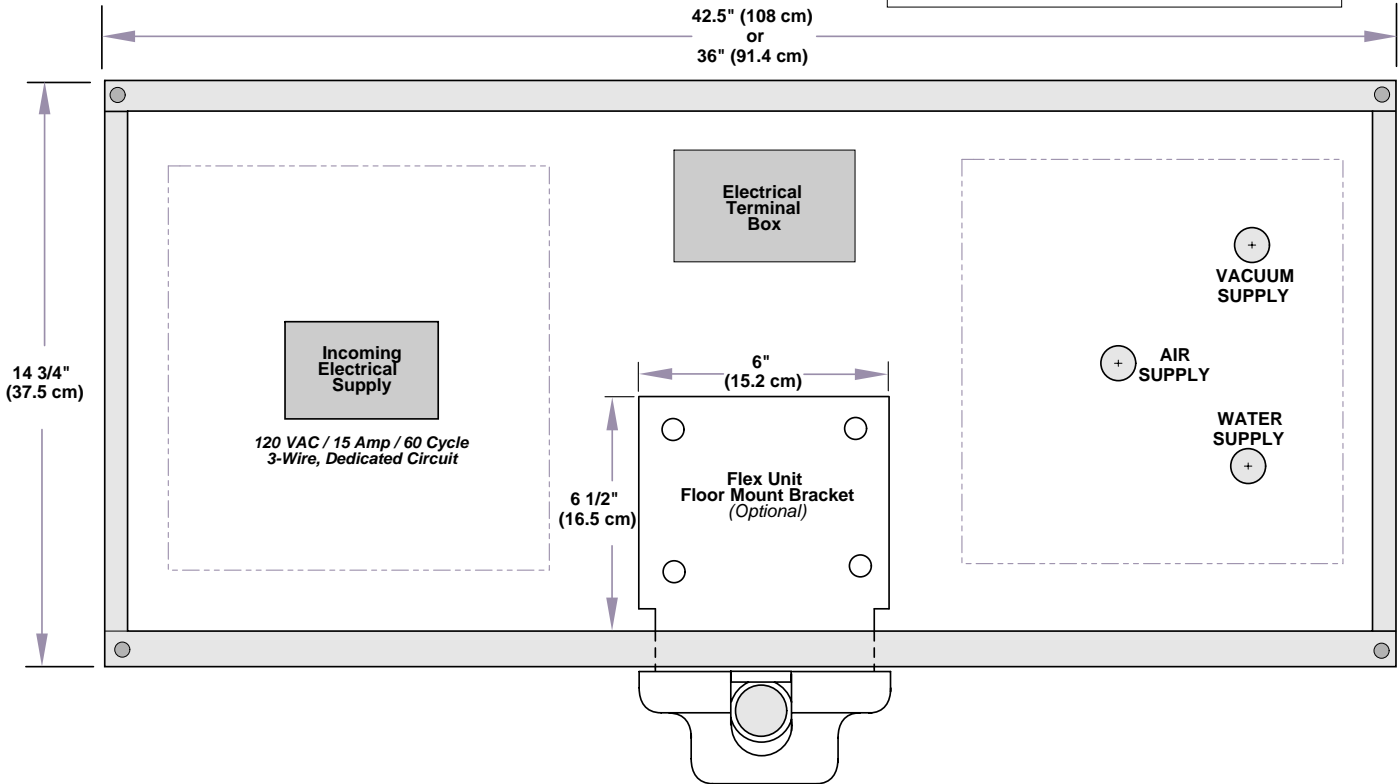 42.5" (108 cm)
or
36" (91.4 cm)
Electrical
Terminal
Box
VACUUM
SUPPLY
Incoming
Electrical
Supply
120 VAC / 15 Amp / 60 Cycle
3-Wire, Dedicated Circuit
14 3/4"
(37.5 cm)
6"
(15.2 cm)
AIR
SUPPLY
WATER
SUPPLY
6 1/2"
(16.5 cm)
Flex Unit
Floor Mount Bracket
(Optional)